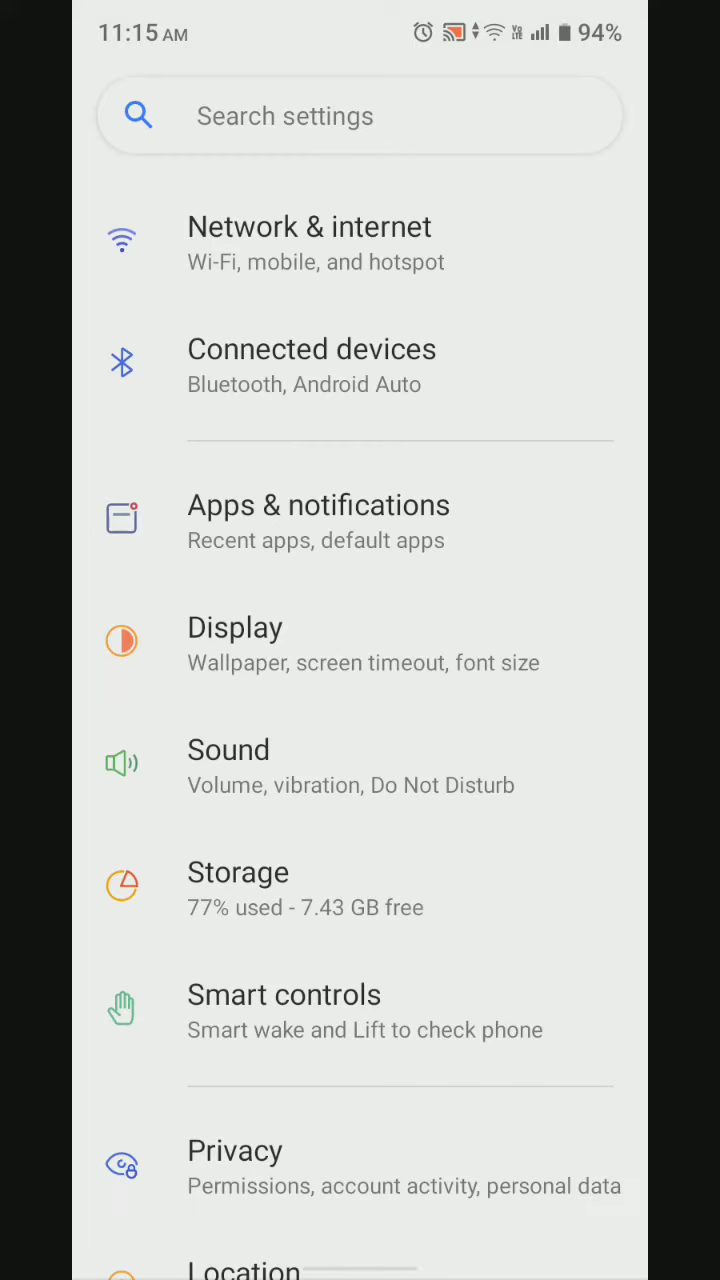 11:15 AM 94%
Search settings
Network & internet
Wi-Fi, mobile, and hotspot
Connected devices
Bluetooth, Android Auto
Apps & notifications
Recent apps, default apps
Display
Wallpaper, screen timeout, font size
Sound
Volume, vibration, Do Not Disturb
Storage
77% used - 7.43 GB free
Smart controls
Smart wake and Lift to check phone
Privacy
Permissions, account activity, personal data
Location